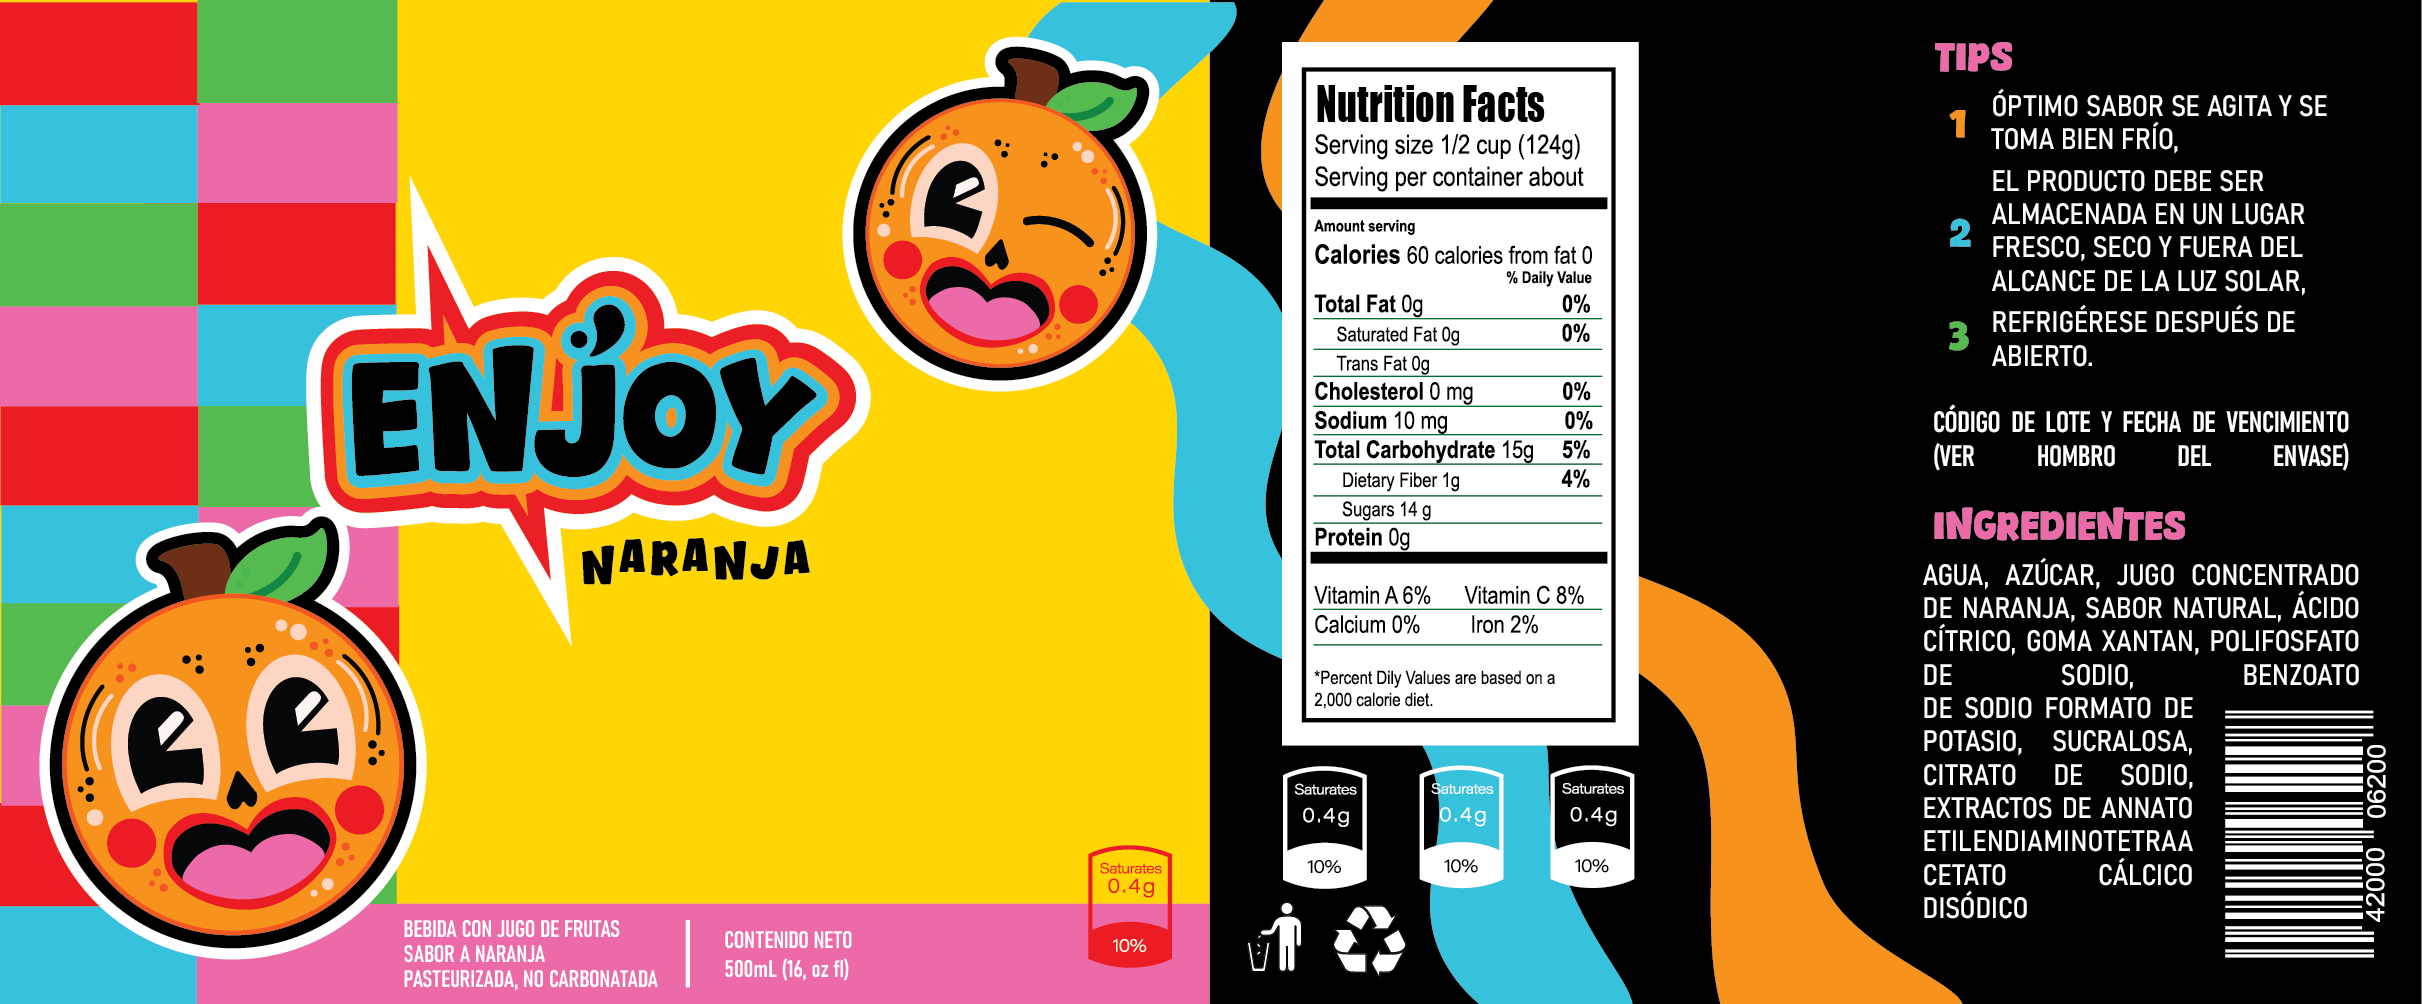 ENJOY
NARANJA
BEBIDA CON JUGO DE FRUTAS
SABOR A NARANJA
PASTEURIZADA, NO CARBONATADA
CONTENIDO NETO
500mL (16, oz fl)
Saturates
0.4g
10%
Nutrition Facts
Serving size 1/2 cup (124g)
Serving per container about
Amount serving
Calories 60 calories from fat 0
% Daily Value
Total Fat 0g 0%
Saturated Fat 0g 0%
Trans Fat 0g
Cholesterol 0 mg 0%
Sodium 10 mg 0%
Total Carbohydrate 15g 5%
Dietary Fiber 1g 4%
Sugars 14 g
Protein 0g
Vitamin A 6% Vitamin C 8%
Calcium 0% Iron 2%
*Percent Dily Values are based on a
2,000 calorie diet.
Saturates
0.4g
10%
Saturates
0.4g
10%
Saturates
0.4g
10%
TIPS
1 ÓPTIMO SABOR SE AGITA Y SE
TOMA BIEN FRÍO,
EL PRODUCTO DEBE SER
2 ALMACENADA EN UN LUGAR
FRESCO, SECO Y FUERA DEL
ALCANCE DE LA LUZ SOLAR,
3 REFRIGÉRESE DESPUÉS DE
ABIERTO.
CÓDIGO DE LOTE Y FECHA DE VENCIMIENTO
(VER HOMBRO DEL ENVASE)
INGREDIENTES
AGUA, AZÚCAR, JUGO CONCENTRADO
DE NARANJA, SABOR NATURAL, ÁCIDO
CÍTRICO, GOMA XANTAN, POLIFOSFATO
DE SODIO, BENZOATO
DE SODIO FORMATO DE
POTASIO, SUCRALOSA,
CITRATO DE SODIO,
EXTRACTOS DE ANNATO
ETILENDIAMINOTETRAA
CETATO CÁLCICO
DISÓDICO
42000 06200